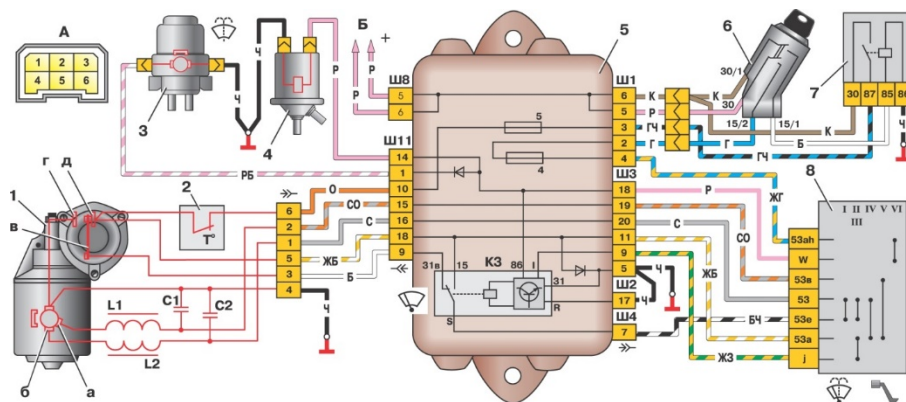 А
1 2 3
4 5 6
3
Ч
4
Б
+
Р
Р Р
Ч
РБ
Ш8
5
6
Ш11
14
1
10
15
16
18
9
5
Ш1
6
5
3
2
4
Ш3
18
19
20
11
9
5
Ш2
17
Ш4
7
5
4
К3
31в 15 86 I
31
S R
К
Р
ГЧ
Г
6
30/1
30
15/2 15/1
К
Б
ГЧ
7
30 87 85 86
Ч
1
г д
в
б а
2
T°
L1
L2
C1
C2
О
СО
С
ЖБ
Б
6
2
1
5
3
4
Ч
ЖГ
Р
СО
С
ЖБ
Ч
БЧ
ЖЗ
8
I II IV V VI
III
53ah
W
53в
53
53е
53а
j